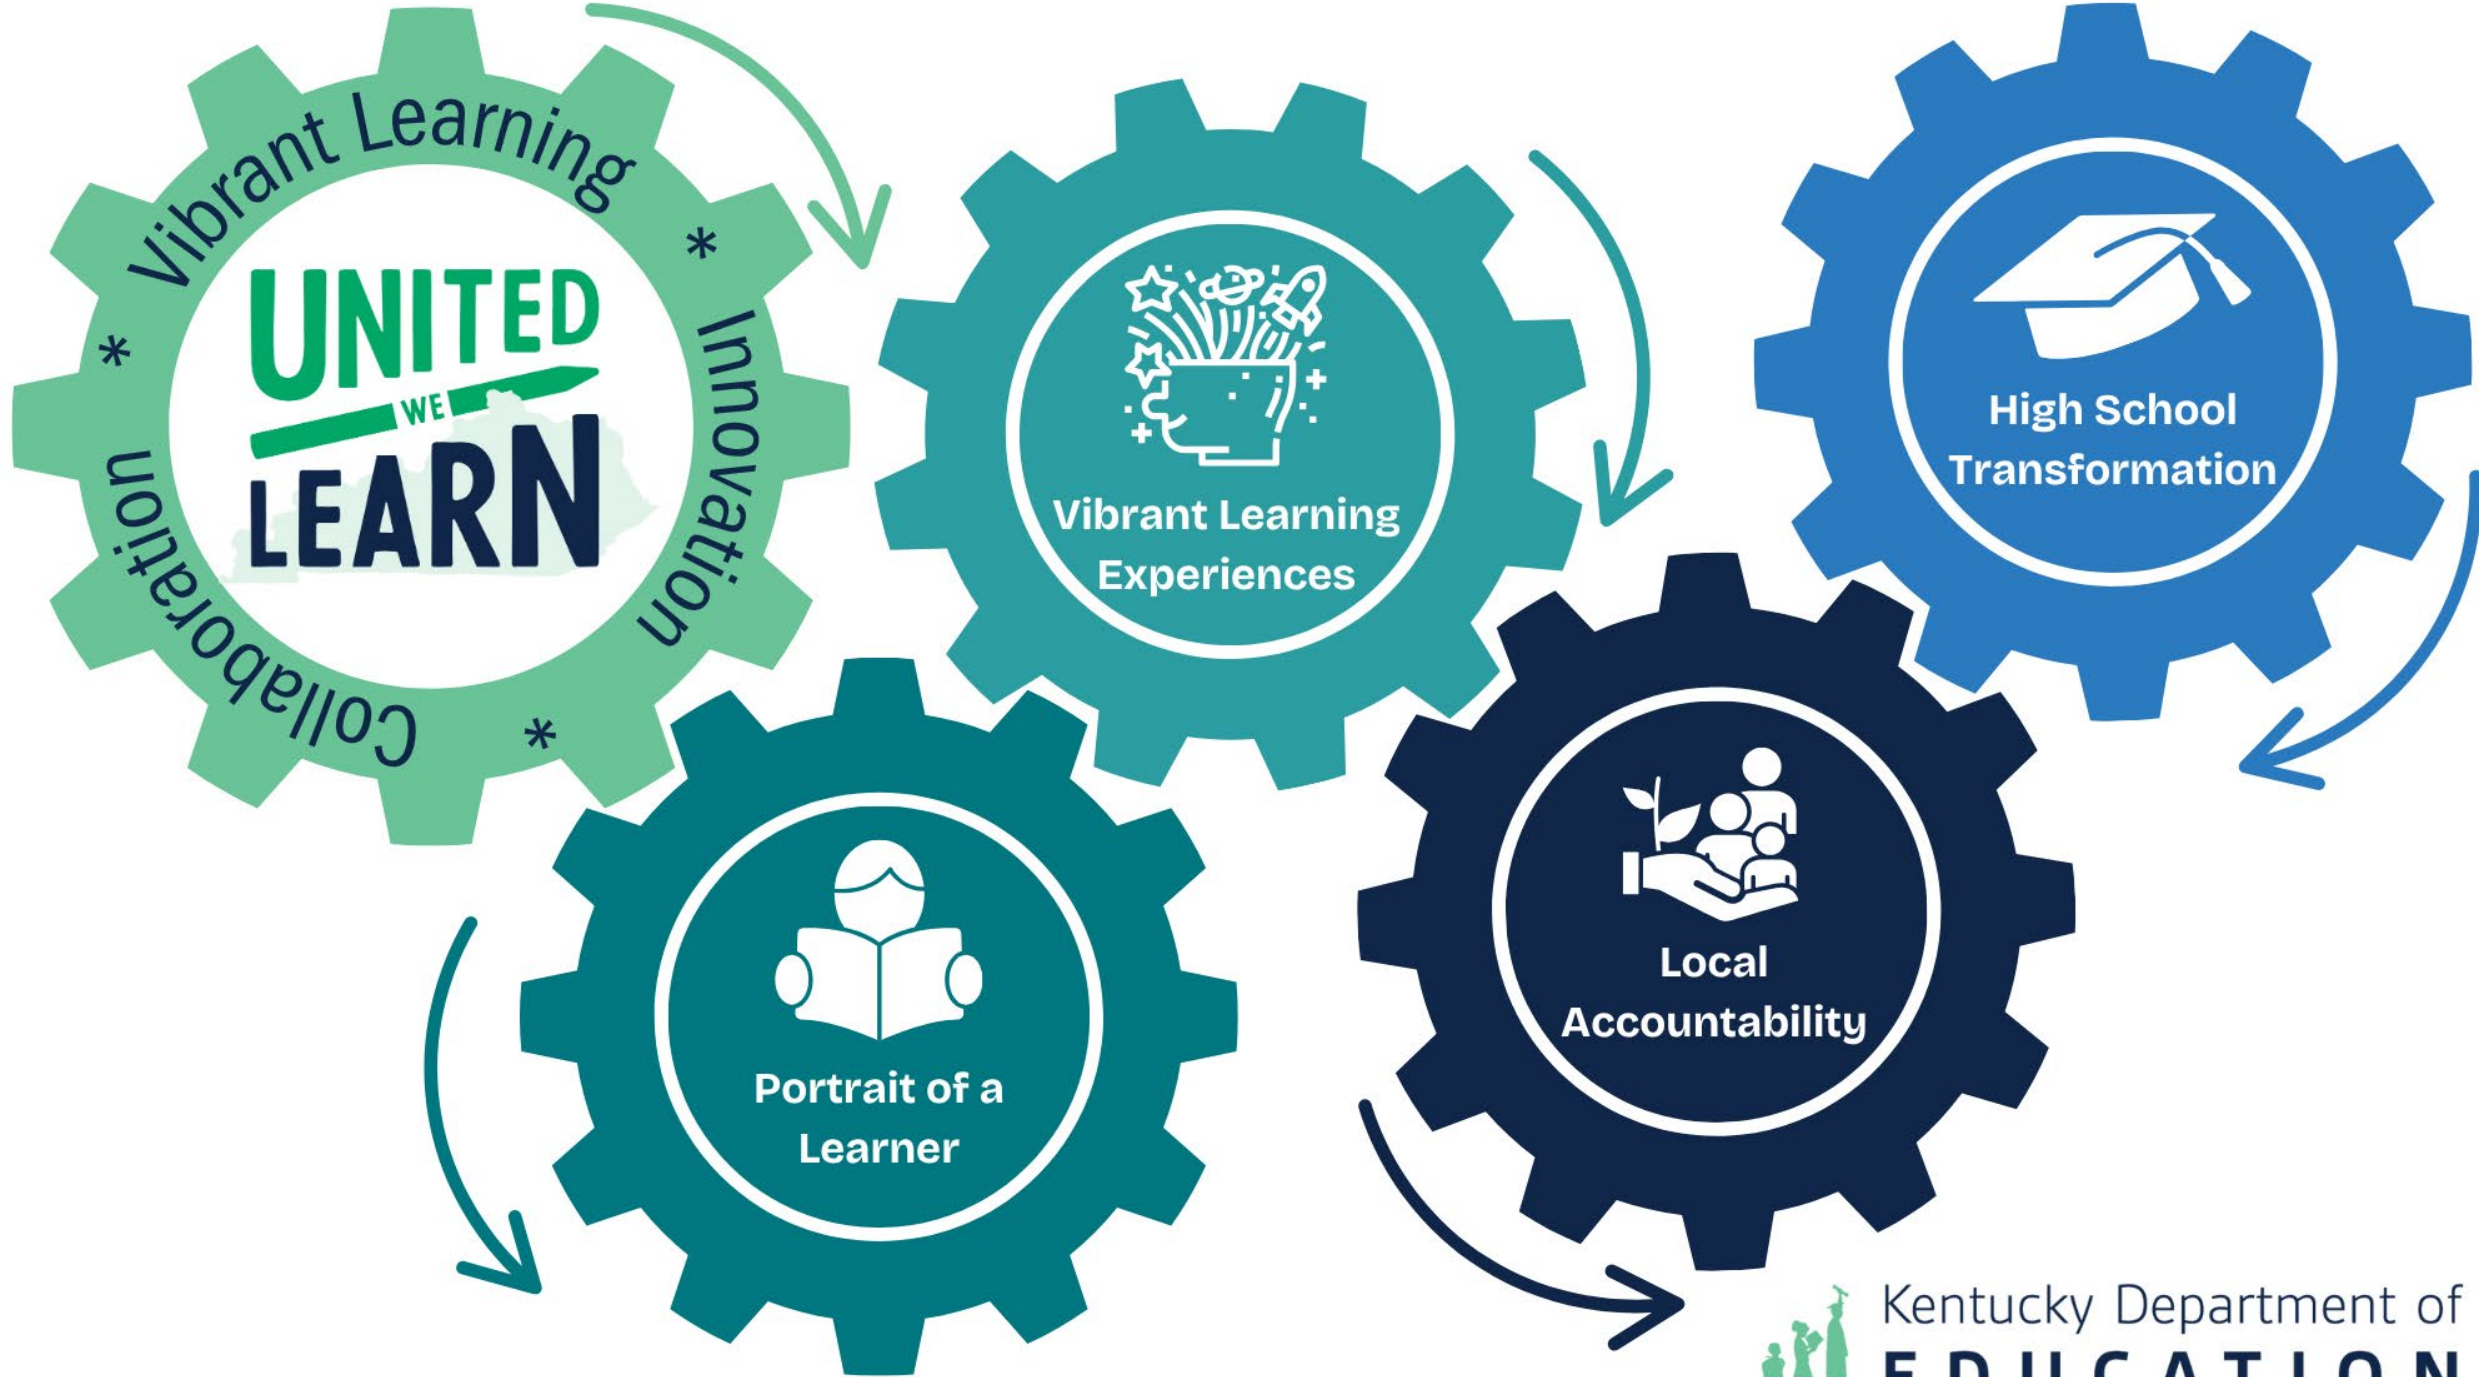 * Vibrant Learning * Innovation * Collaboration
UNITED
WE
LEARN
Vibrant Learning
Experiences
High School
Transformation
Portrait of a
Learner
Local
Accountability
Kentucky Department of
EDUCATION